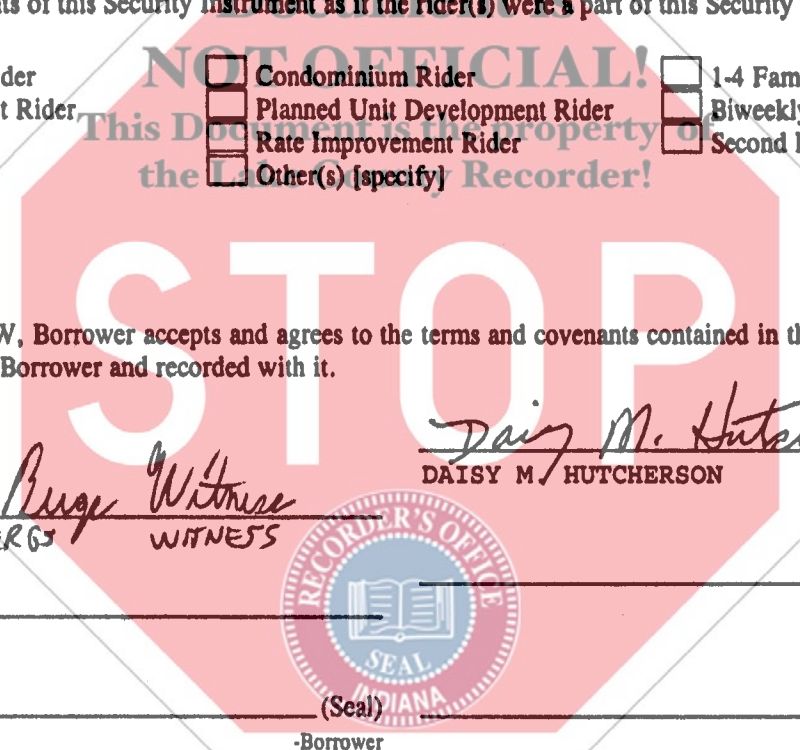 of this Security Instrument as if the rider(s) were a part of this Security
NOT OFFICIAL!
der Condominium Rider 1-4 Fam
t Rider Planned Unit Development Rider Biweekly
This Document is the property of
Rate Improvement Rider Second
the Lake County Recorder!
Other(s) [specify]
STOP
W, Borrower accepts and agrees to the terms and covenants contained in th
Borrower and recorded with it.
Daisy M. Hutch
DAISY M. HUTCHERSON
Witness
WITNESS
RECORDER'S OFFICE
SEAL
INDIANA
(Seal)
-Borrower